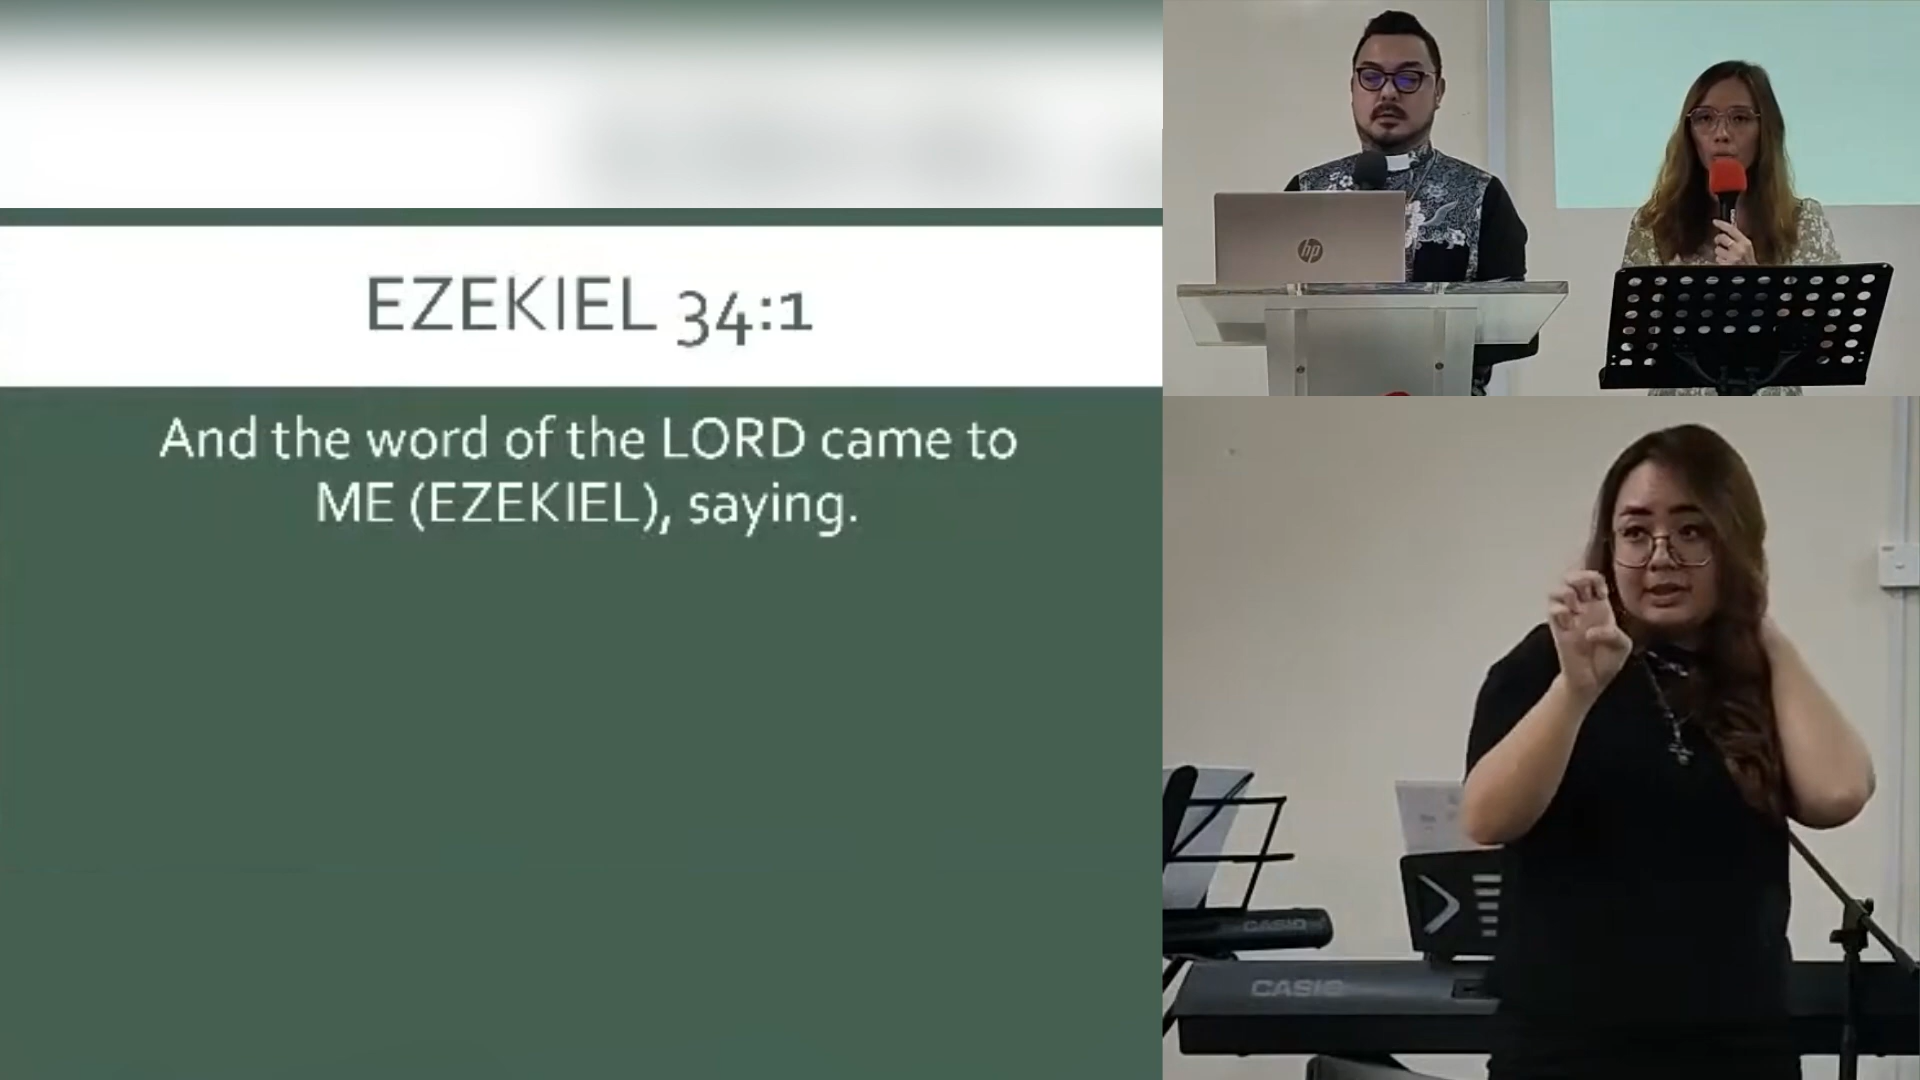 EZEKIEL 34:1
And the word of the LORD came to
ME (EZEKIEL), saying.
hp
CASIO
CASIO